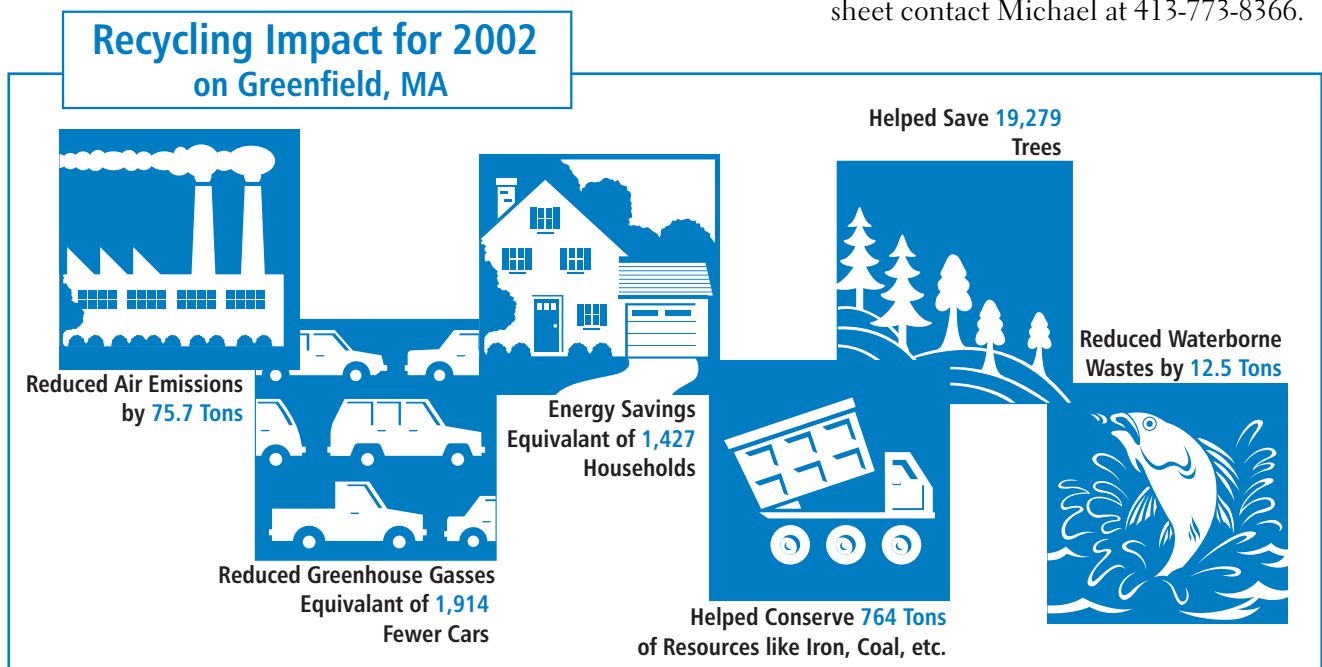 sheet contact Michael at 413-773-8366.
Recycling Impact for 2002
on Greenfield, MA
Reduced Air Emissions
by 75.7 Tons
Reduced Greenhouse Gasses
Equivalant of 1,914
Fewer Cars
Energy Savings
Equivalant of 1,427
Households
Helped Conserve 764 Tons
of Resources like Iron, Coal, etc.
Helped Save 19,279
Trees
Reduced Waterborne
Wastes by 12.5 Tons